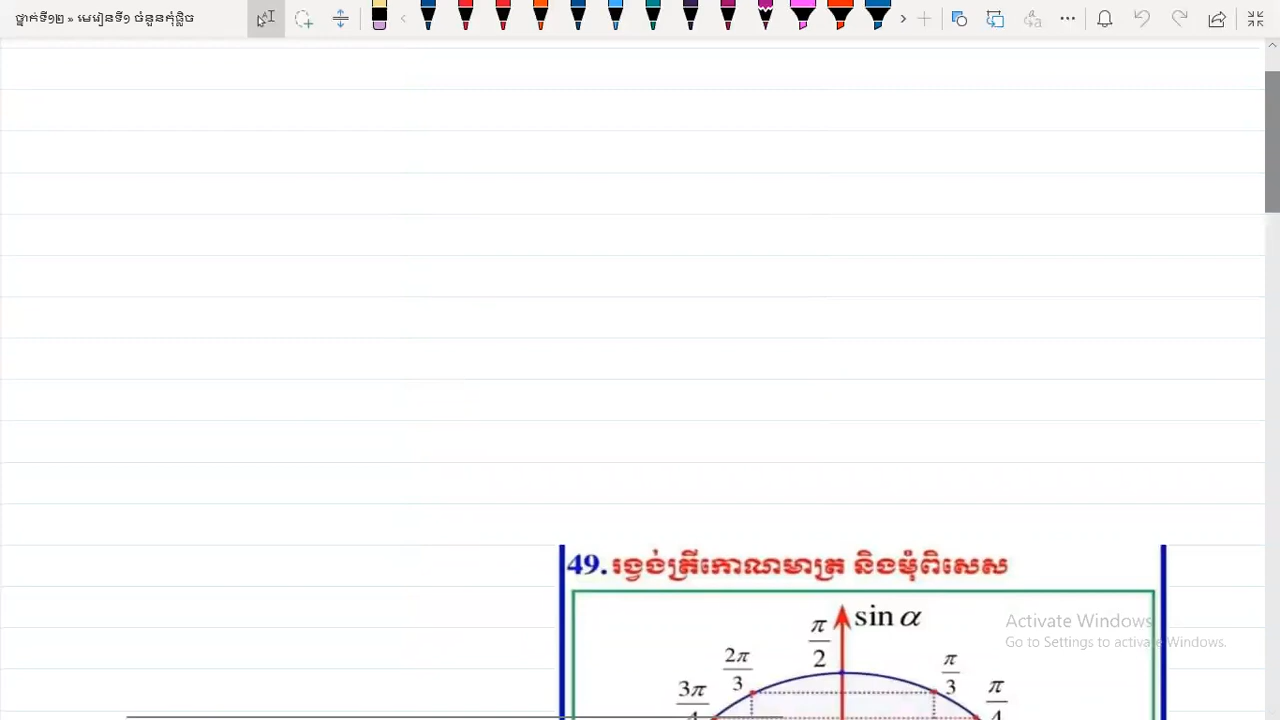 ថ្នាក់ទី១២ » មេរៀនទី១ចំនួនកុំផ្លិច
49. រង្វង់ត្រីកោណមាត្រ និងមុំពិសេស
sin α
π/2
2π/3
π/3
3π/4
π/4
Activate Windows
Go to Settings to activate Windows.